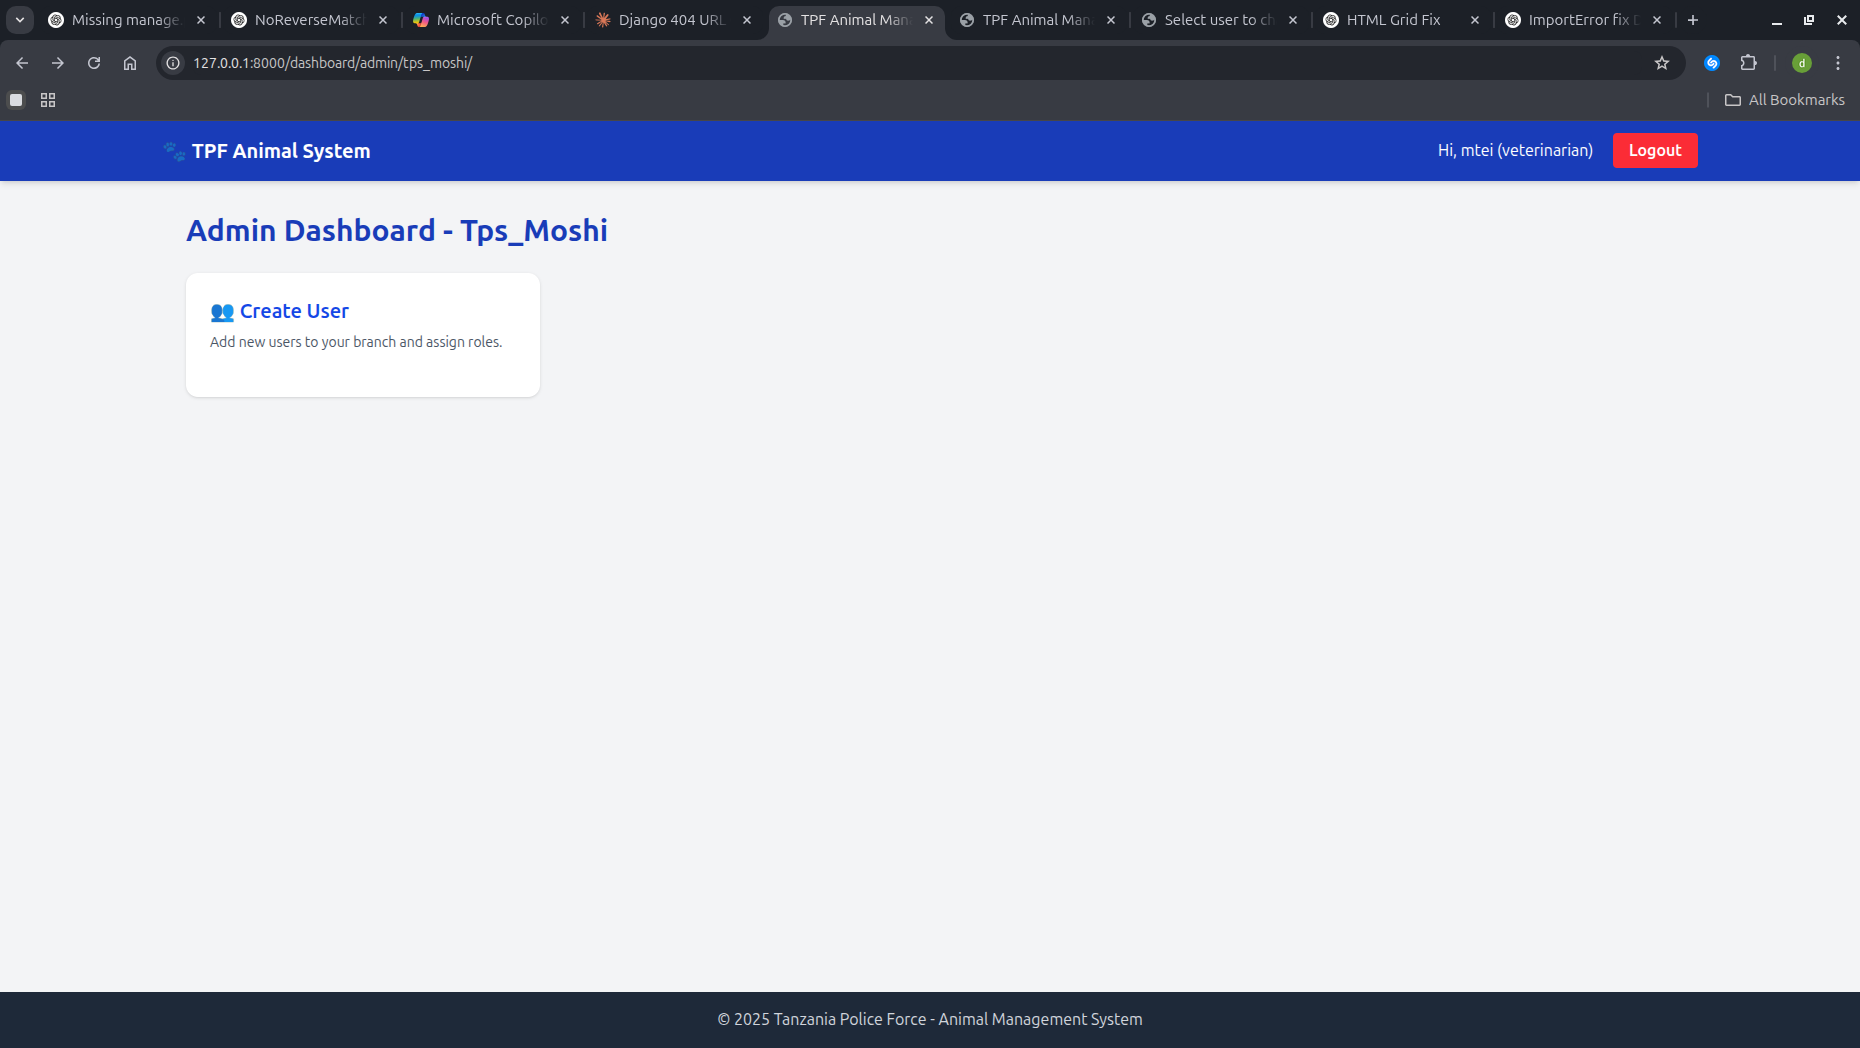 Missing manage
NoReverseMatc
Microsoft Copilo
Django 404 URL
TPF Animal Man
TPF Animal Man
Select user to ch
HTML Grid Fix
ImportError fix D
127.0.0.1:8000/dashboard/admin/tps_moshi/
d
All Bookmarks
🐾 TPF Animal System
Hi, mtei (veterinarian)
Logout
Admin Dashboard - Tps_Moshi
👥 Create User
Add new users to your branch and assign roles.
© 2025 Tanzania Police Force - Animal Management System